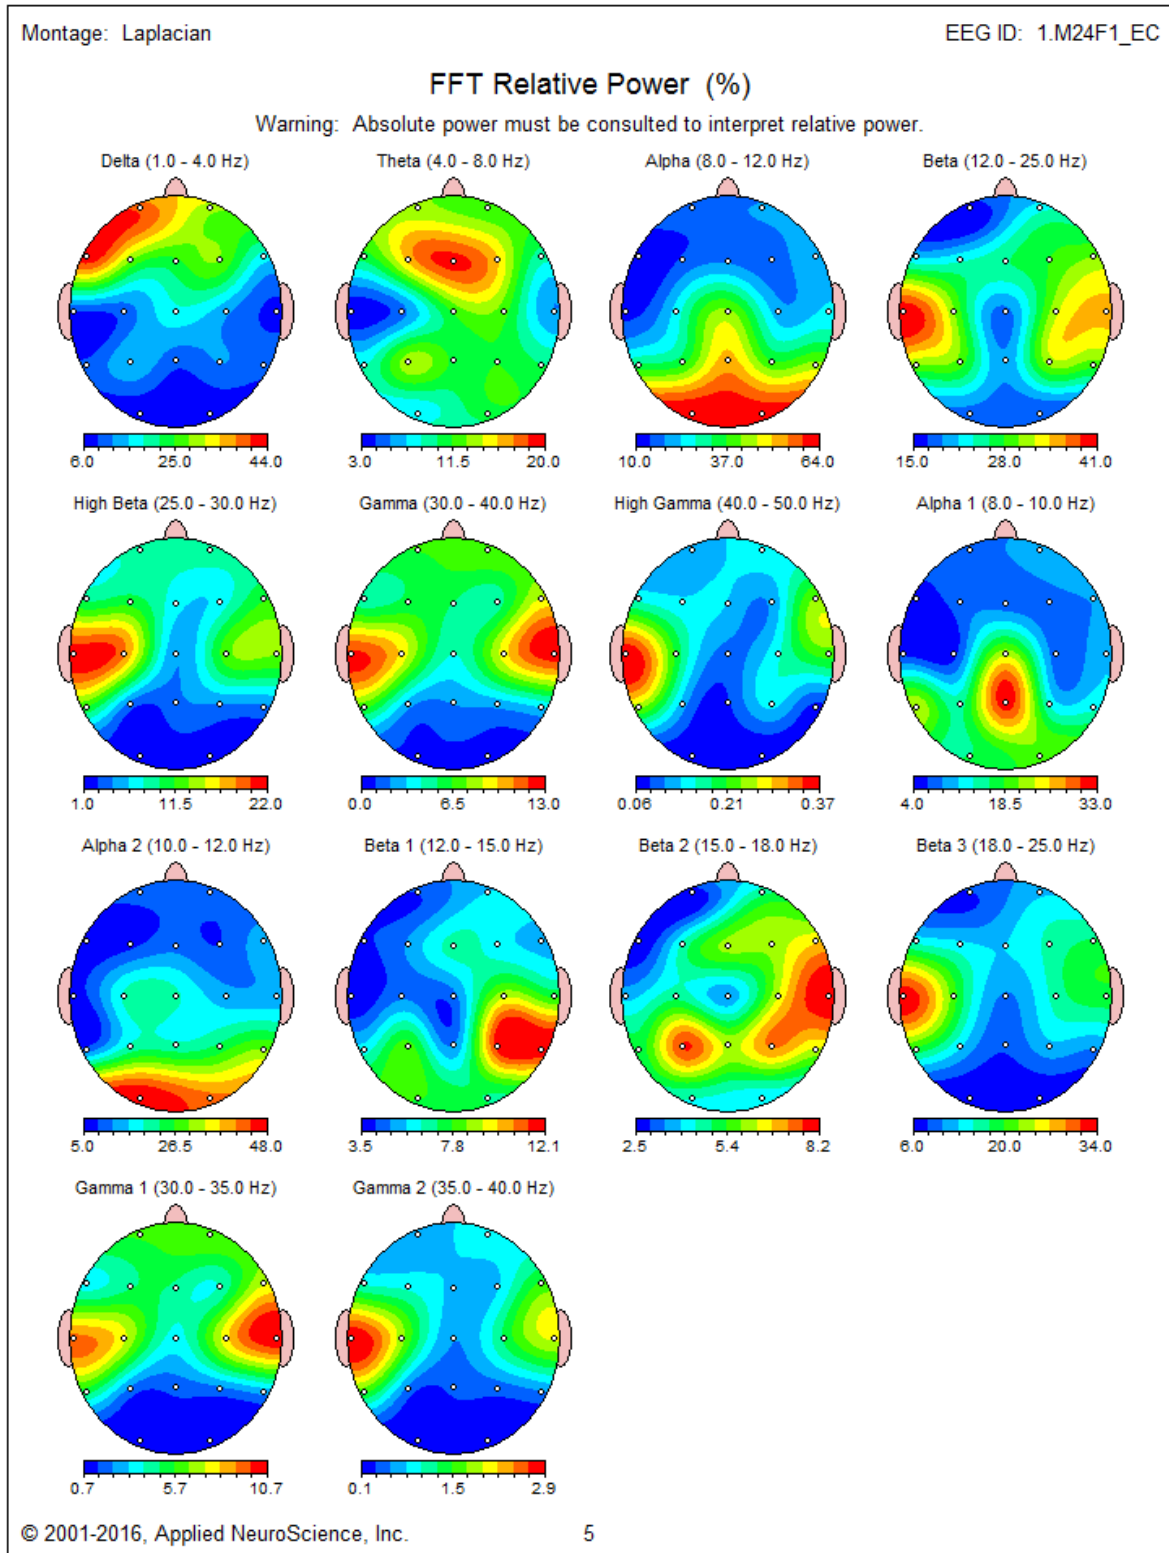 Montage: Laplacian EEG ID: 1.M24F1_EC
FFT Relative Power (%)
Warning: Absolute power must be consulted to interpret relative power.
Delta (1.0 - 4.0 Hz) Theta (4.0 - 8.0 Hz) Alpha (8.0 - 12.0 Hz) Beta (12.0 - 25.0 Hz)
6.0 25.0 44.0 3.0 11.5 20.0 10.0 37.0 64.0 15.0 28.0 41.0
High Beta (25.0 - 30.0 Hz) Gamma (30.0 - 40.0 Hz) High Gamma (40.0 - 50.0 Hz) Alpha 1 (8.0 - 10.0 Hz)
1.0 11.5 22.0 0.0 6.5 13.0 0.06 0.21 0.37 4.0 18.5 33.0
Alpha 2 (10.0 - 12.0 Hz) Beta 1 (12.0 - 15.0 Hz) Beta 2 (15.0 - 18.0 Hz) Beta 3 (18.0 - 25.0 Hz)
5.0 26.5 48.0 3.5 7.8 12.1 2.5 5.4 8.2 6.0 20.0 34.0
Gamma 1 (30.0 - 35.0 Hz) Gamma 2 (35.0 - 40.0 Hz)
0.7 5.7 10.7 0.1 1.5 2.9
© 2001-2016, Applied NeuroScience, Inc. 5